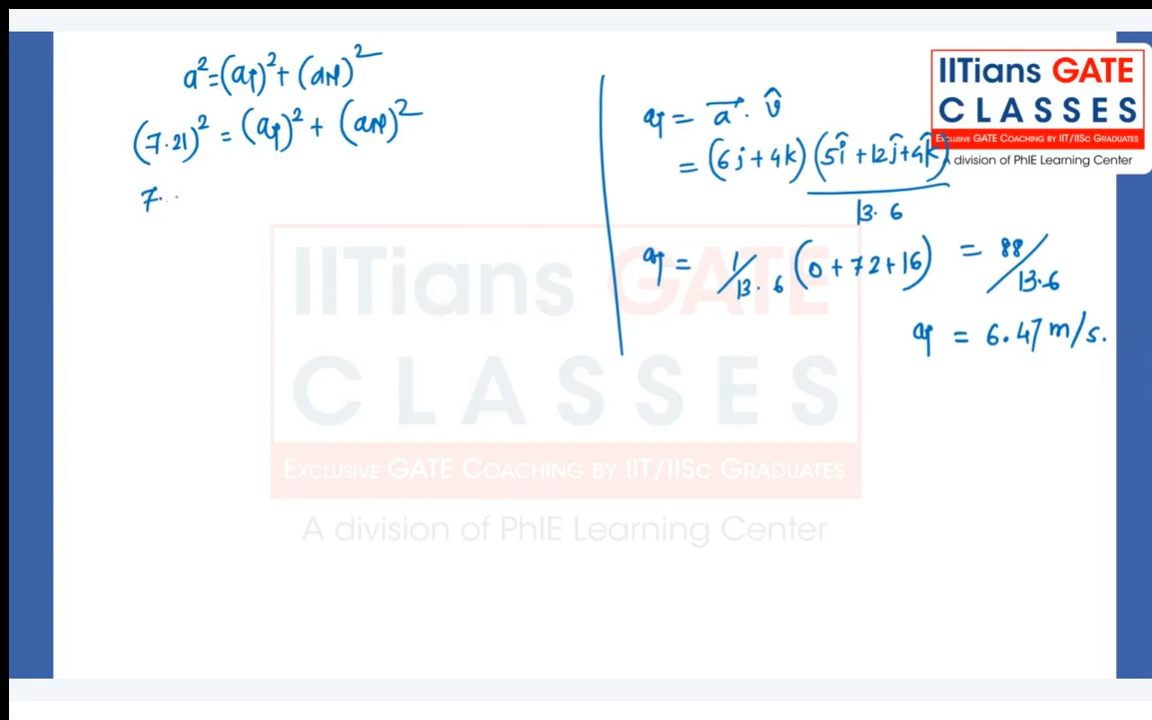 a²=(aT)²+(aN)²
(7.21)² = (aT)² + (aN)²
7..
aT = a⃗ . v̂
= (6j+4k)(5î+12ĵ+4k̂)
13.6
aT = 1/13.6 (0+72+16) = 88/13.6
aT = 6.47 m/s.
IITians GATE
CLASSES
EXCLUSIVE GATE COACHING BY IIT/IISc GRADUATES
A division of PhIE Learning Center
IITians GATE
CLASSES
EXCLUSIVE GATE COACHING BY IIT/IISc GRADUATES
A division of PhIE Learning Center